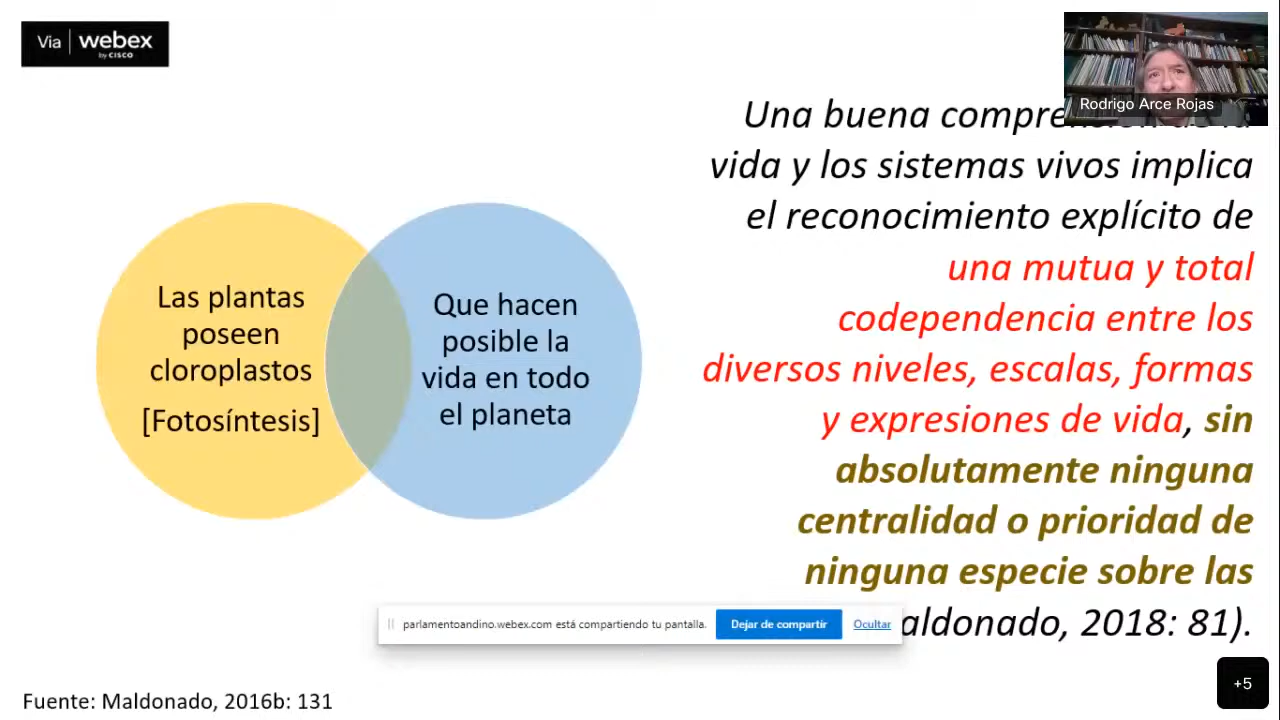 Via | webex
by CISCO
Rodrigo Arce Rojas
Una buena
vida y los sistemas vivos implica
el reconocimiento explícito de
una mutua y total
codependencia entre los
diversos niveles, escalas, formas
y expresiones de vida, sin
absolutamente ninguna
centralidad o prioridad de
ninguna especie sobre las
aldonado, 2018: 81).
Las plantas
poseen
cloroplastos
[Fotosíntesis]
Que hacen
posible la
vida en todo
el planeta
parlamentoandino.webex.com está compartiendo tu pantalla. Dejar de compartir Ocultar
+5
Fuente: Maldonado, 2016b: 131